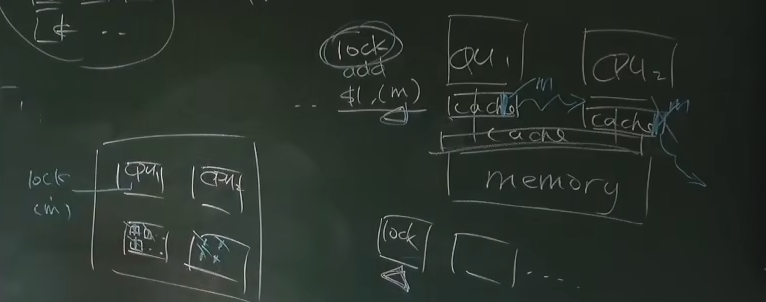 lock
add
$1,(m)
CPU1
CPU2
m
m
cache
cache
cache
memory
lock
(m)
CPU1
CPU2
lock